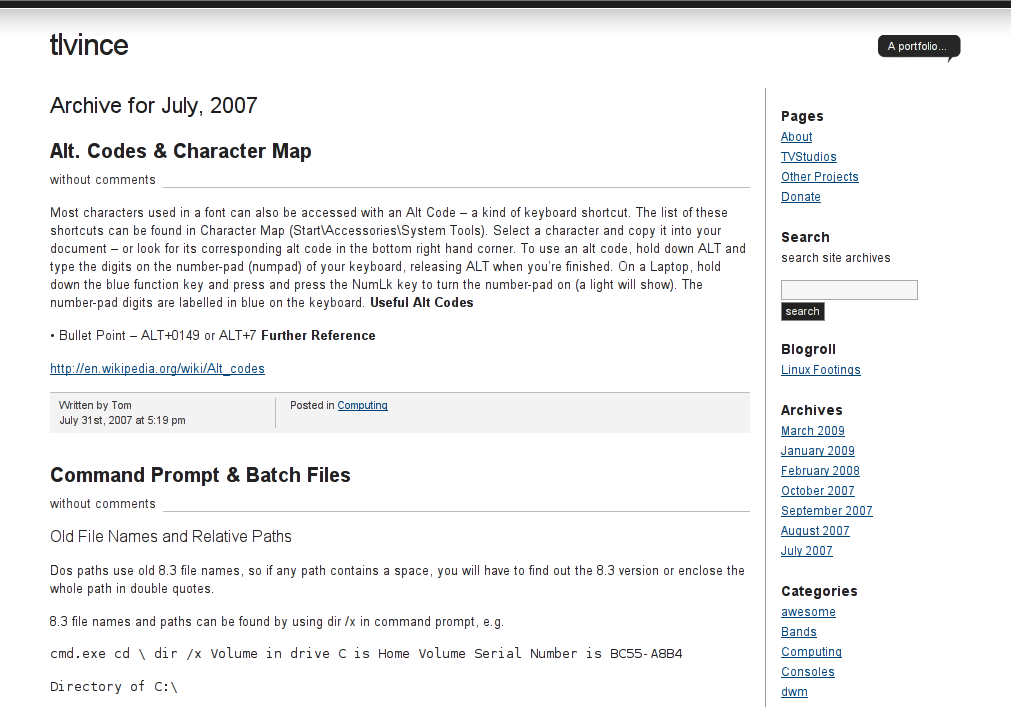 tlvince
A portfolio...
Archive for July, 2007
Alt. Codes & Character Map
without comments
Most characters used in a font can also be accessed with an Alt Code – a kind of keyboard shortcut. The list of these
shortcuts can be found in Character Map (Start\Accessories\System Tools). Select a character and copy it into your
document – or look for its corresponding alt code in the bottom right hand corner. To use an alt code, hold down ALT and
type the digits on the number-pad (numpad) of your keyboard, releasing ALT when you're finished. On a Laptop, hold
down the blue function key and press and press the NumLk key to turn the number-pad on (a light will show). The
number-pad digits are labelled in blue on the keyboard. Useful Alt Codes
• Bullet Point – ALT+0149 or ALT+7 Further Reference
http://en.wikipedia.org/wiki/Alt_codes
Written by Tom
July 31st, 2007 at 5:19 pm
Posted in Computing
Command Prompt & Batch Files
without comments
Old File Names and Relative Paths
Dos paths use old 8.3 file names, so if any path contains a space, you will have to find out the 8.3 version or enclose the
whole path in double quotes.
8.3 file names and paths can be found by using dir /x in command prompt, e.g.
cmd.exe cd \ dir /x Volume in drive C is Home Volume Serial Number is BC55-A8B4
Directory of C:\
Pages
About
TVStudios
Other Projects
Donate
Search
search site archives
search
Blogroll
Linux Footings
Archives
March 2009
January 2009
February 2008
October 2007
September 2007
August 2007
July 2007
Categories
awesome
Bands
Computing
Consoles
dwm